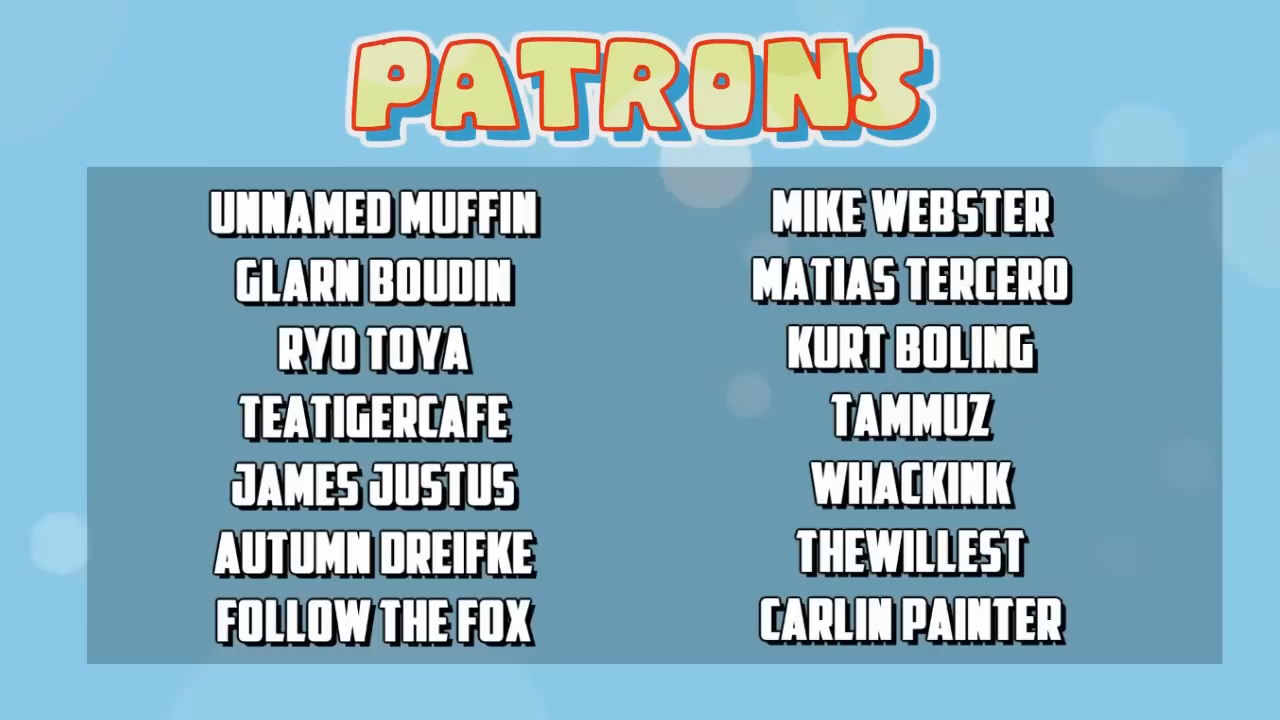 PATRONS
UNNAMED MUFFIN
GLARN BOUDIN
RYO TOYA
TEATIGERCAFE
JAMES JUSTUS
AUTUMN DREIFKE
FOLLOW THE FOX
MIKE WEBSTER
MATIAS TERCERO
KURT BOLING
TAMMUZ
WHACKINK
THEWILLEST
CARLIN PAINTER